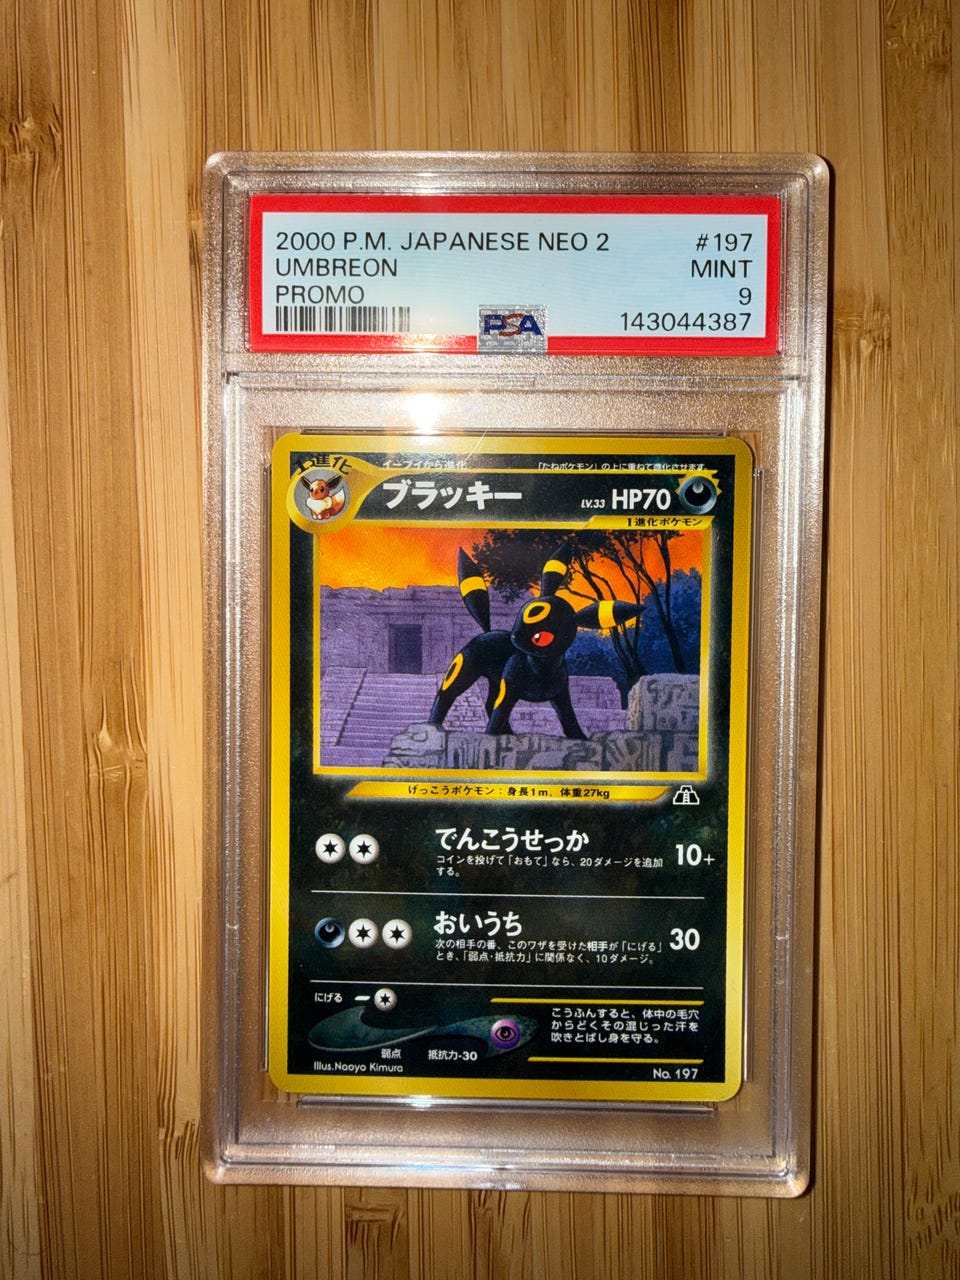 2000 P.M. JAPANESE NEO 2 #197
UMBREON MINT
PROMO 9
PSA 143044387
1進化
イーブイから進化 「たねポケモン」の上に重ねて進化させます。
ブラッキー LV.33 HP70
1進化ポケモン
げっこうポケモン:身長1m、体重27kg
でんこうせっか 10+
コインを投げて「おもて」なら、20ダメージを追加
する。
おいうち 30
次の相手の番、このワザを受けた相手が「にげる」
とき、「弱点・抵抗力」に関係なく、10ダメージ。
にげる
こうふんすると、体中の毛穴
からどくその混じった汗を
吹きとばし身を守る。
弱点 抵抗力-30
Illus.Naoyo Kimura No. 197